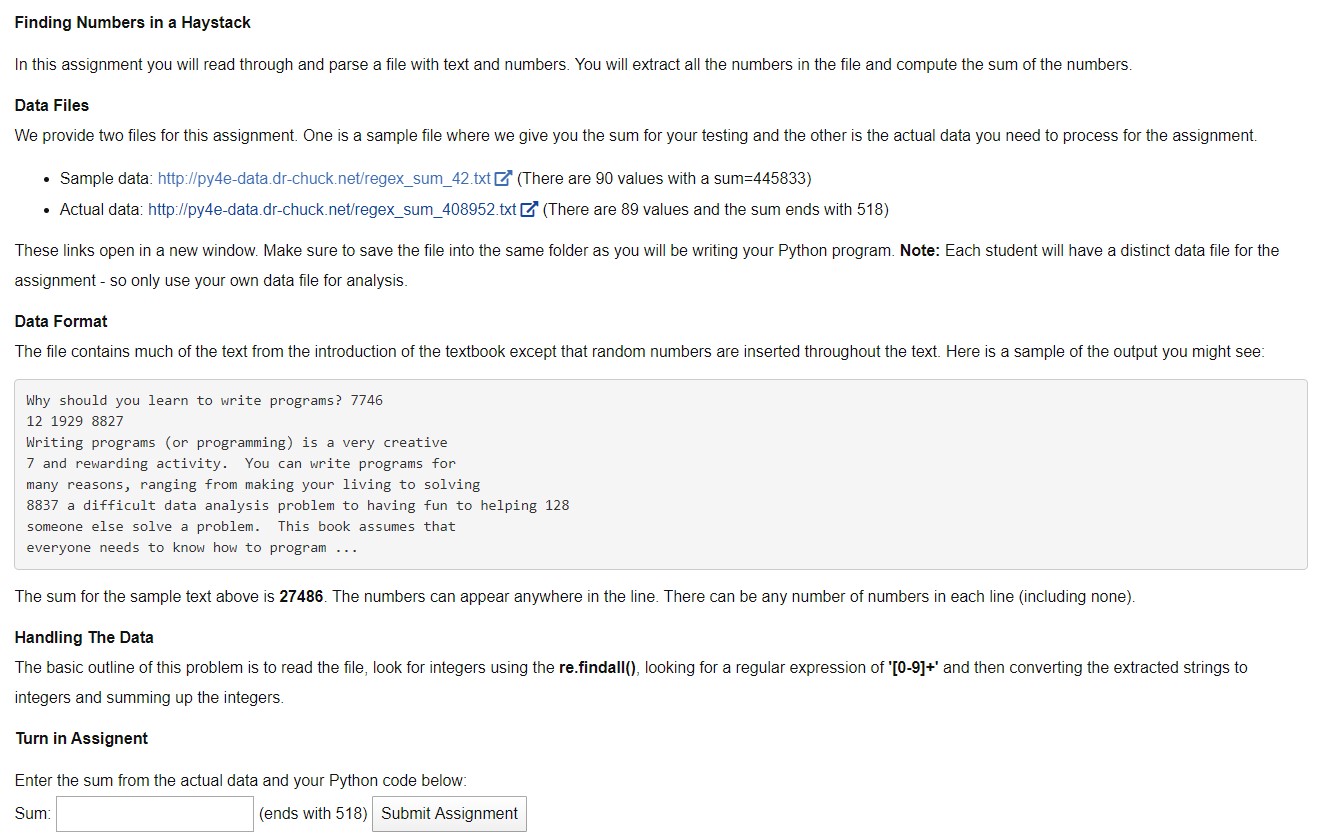 Finding Numbers in a Haystack
In this assignment you will read through and parse a file with text and numbers. You will extract all the numbers in the file and compute the sum of the numbers.
Data Files
We provide two files for this assignment. One is a sample file where we give you the sum for your testing and the other is the actual data you need to process for the assignment.
• Sample data: http://py4e-data.dr-chuck.net/regex_sum_42.txt (There are 90 values with a sum=445833)
• Actual data: http://py4e-data.dr-chuck.net/regex_sum_408952.txt (There are 89 values and the sum ends with 518)
These links open in a new window. Make sure to save the file into the same folder as you will be writing your Python program. Note: Each student will have a distinct data file for the
assignment - so only use your own data file for analysis.
Data Format
The file contains much of the text from the introduction of the textbook except that random numbers are inserted throughout the text. Here is a sample of the output you might see:
Why should you learn to write programs? 7746
12 1929 8827
Writing programs (or programming) is a very creative
7 and rewarding activity.  You can write programs for
many reasons, ranging from making your living to solving
8837 a difficult data analysis problem to having fun to helping 128
someone else solve a problem.  This book assumes that
everyone needs to know how to program ...
The sum for the sample text above is 27486. The numbers can appear anywhere in the line. There can be any number of numbers in each line (including none).
Handling The Data
The basic outline of this problem is to read the file, look for integers using the re.findall(), looking for a regular expression of '[0-9]+' and then converting the extracted strings to
integers and summing up the integers.
Turn in Assignent
Enter the sum from the actual data and your Python code below:
Sum: (ends with 518) Submit Assignment